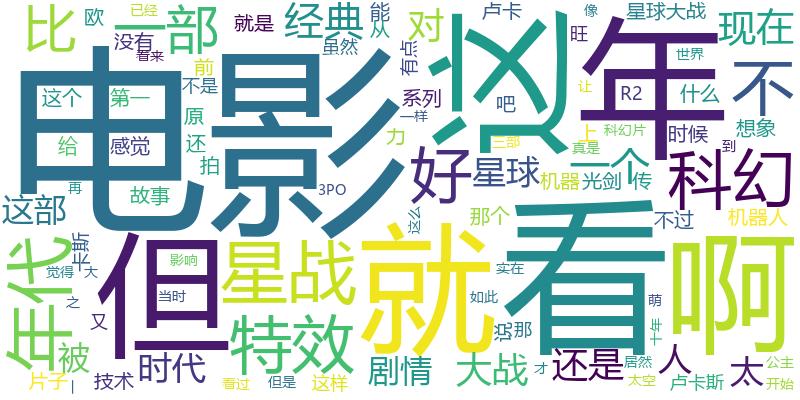 比
欧
已经
一部
就是
经典
能
卢卡
像
星球大战
现在
年代
没有
看来
虽然
从
有点
对
汉
年
旺
世界
不
这个
第一
前
不是
电影
系列
吧
让
R2
什么
给
感觉
原
还
力
一样
上
科幻片
时候
想象
拍
三部
真是
到
再
故事
3PO
好
星球
一个
机器
光剑
传
科幻
这部
卡斯
但
这么
那个
看
不过
机器人
星战
就
啊
觉得
大
影响
实在
之
当时
如此
萌
又
被
特效
说
那
十年
时代
剧情
大战
才
还是
居然
人
太
公主
片子
技术
看过
但是
这样
太空
卢卡斯
开始